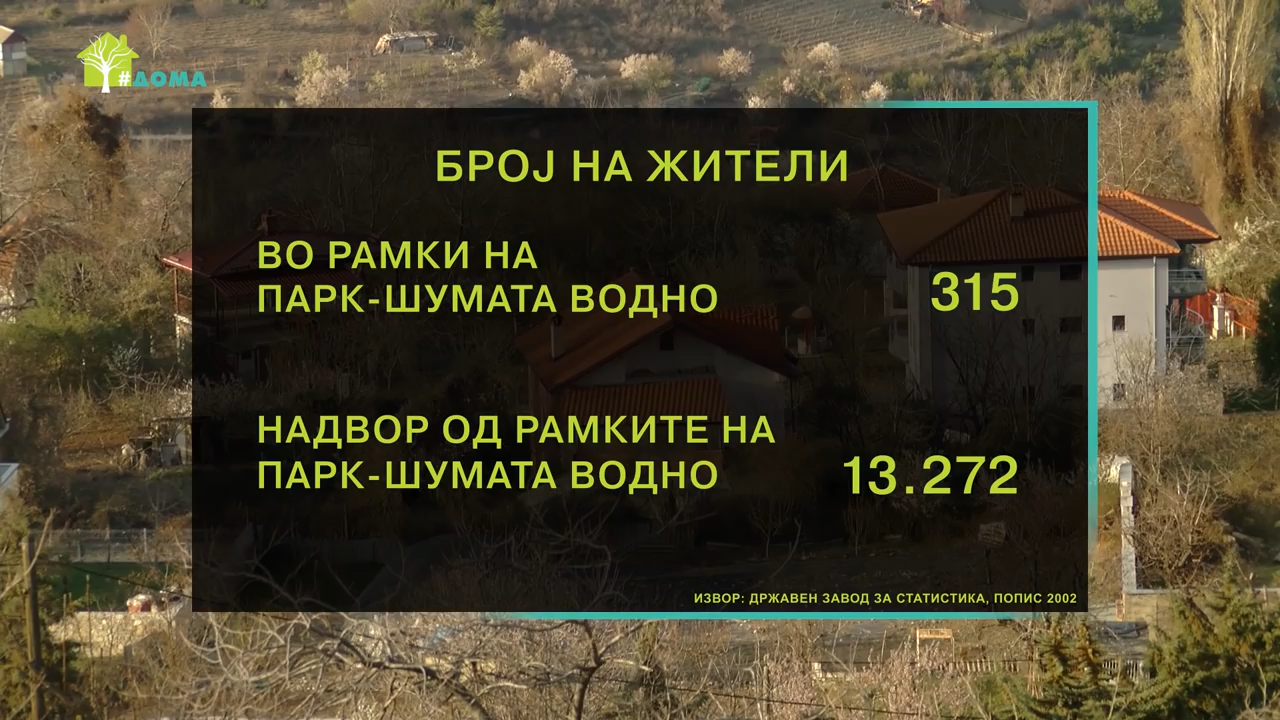 #ДОМА
БРОЈ НА ЖИТЕЛИ
ВО РАМКИ НА
ПАРК-ШУМАТА ВОДНО
315
НАДВОР ОД РАМКИТЕ НА
ПАРК-ШУМАТА ВОДНО
13.272
ИЗВОР: ДРЖАВЕН ЗАВОД ЗА СТАТИСТИКА, ПОПИС 2002